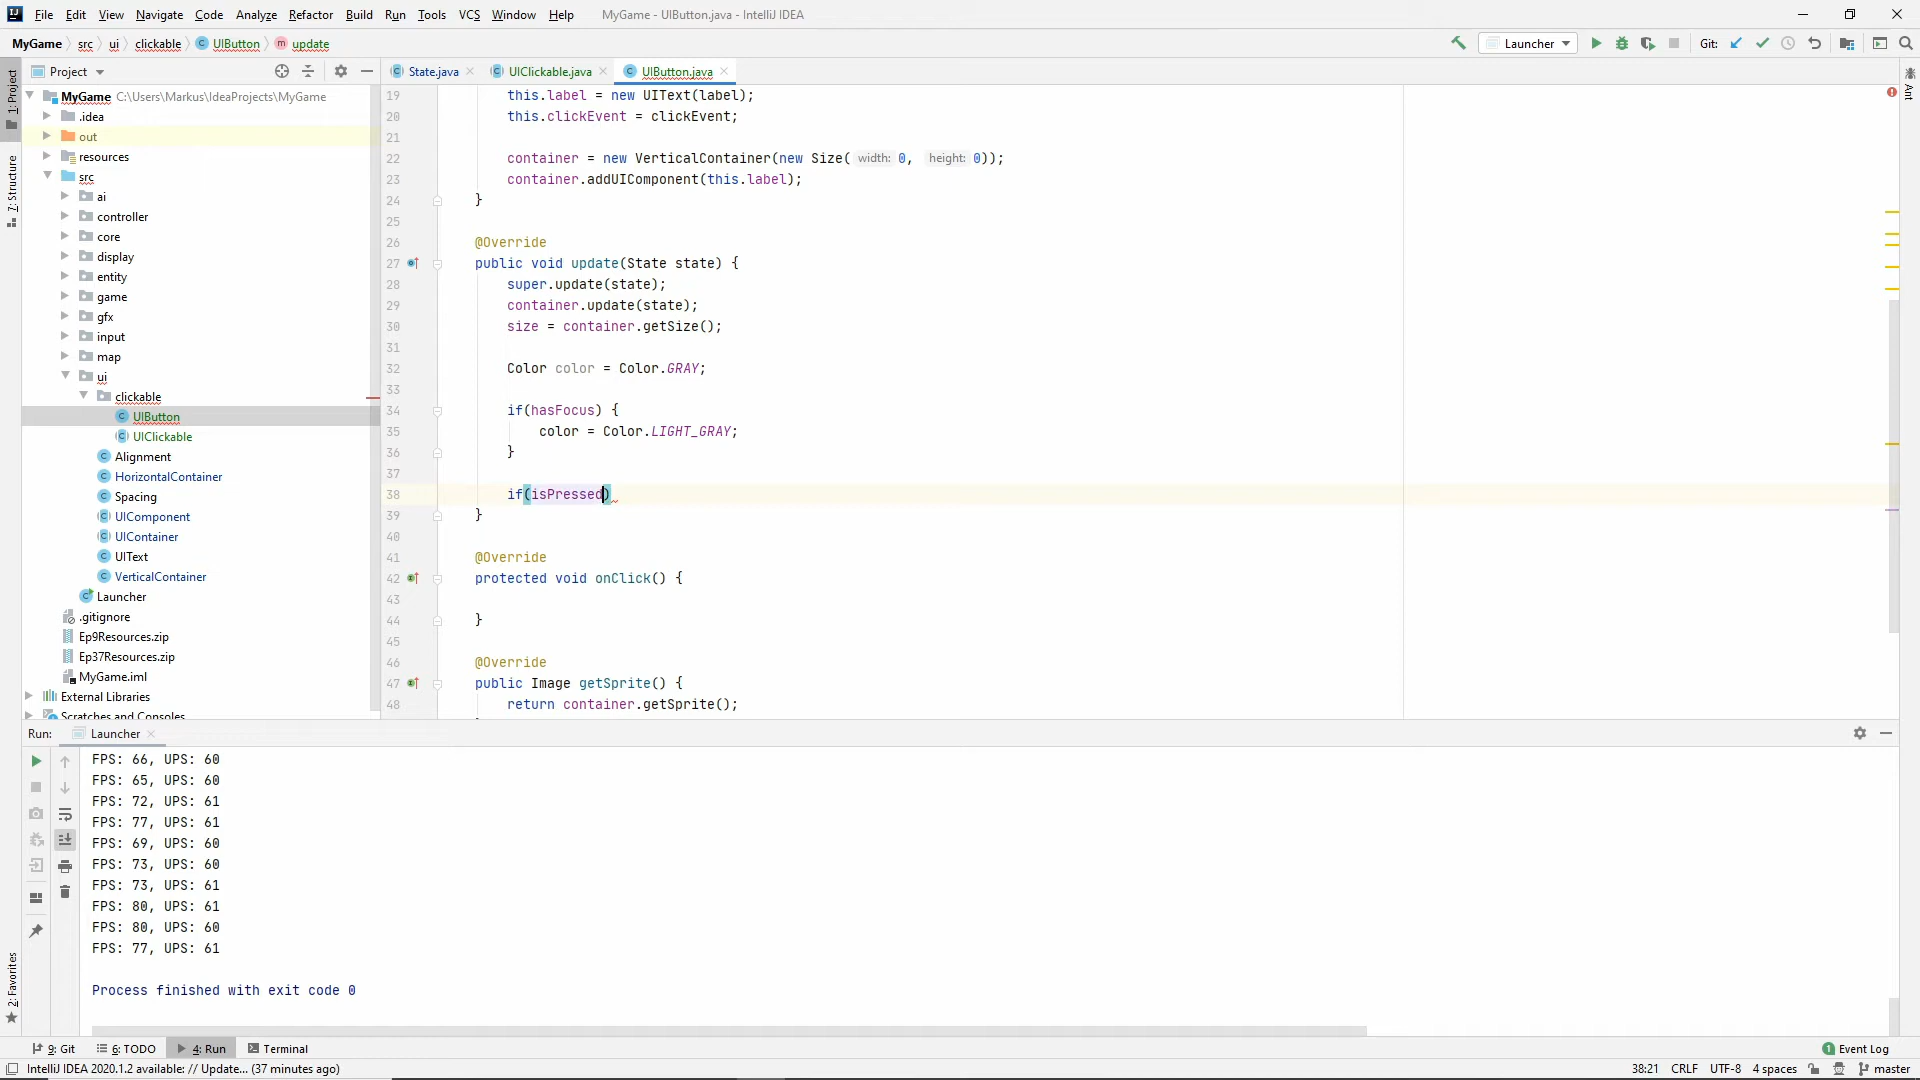 File Edit View Navigate Code Analyze Refactor Build Run Tools VCS Window Help MyGame - UIButton.java - IntelliJ IDEA
MyGame src ui clickable UIButton update Launcher Git:
Project State.java UIClickable.java UIButton.java
1: Project
7: Structure
2: Favorites
Ant
MyGame C:\Users\Markus\IdeaProjects\MyGame
.idea
out
resources
src
ai
controller
core
display
entity
game
gfx
input
map
ui
clickable
UIButton
UIClickable
Alignment
HorizontalContainer
Spacing
UIComponent
UIContainer
UIText
VerticalContainer
Launcher
.gitignore
Ep9Resources.zip
Ep37Resources.zip
MyGame.iml
External Libraries
Scratches and Consoles
19 this.label = new UIText(label);
20 this.clickEvent = clickEvent;
21
22 container = new VerticalContainer(new Size( width: 0, height: 0));
23 container.addUIComponent(this.label);
24 }
25
26 @Override
27 public void update(State state) {
28 super.update(state);
29 container.update(state);
30 size = container.getSize();
31
32 Color color = Color.GRAY;
33
34 if(hasFocus) {
35 color = Color.LIGHT_GRAY;
36 }
37
38 if(isPressed)
39 }
40
41 @Override
42 protected void onClick() {
43
44 }
45
46 @Override
47 public Image getSprite() {
48 return container.getSprite();
Run: Launcher
FPS: 66, UPS: 60
FPS: 65, UPS: 60
FPS: 72, UPS: 61
FPS: 77, UPS: 61
FPS: 69, UPS: 60
FPS: 73, UPS: 60
FPS: 73, UPS: 61
FPS: 80, UPS: 61
FPS: 80, UPS: 60
FPS: 77, UPS: 61
Process finished with exit code 0
9: Git 6: TODO 4: Run Terminal 1 Event Log
IntelliJ IDEA 2020.1.2 available: // Update... (37 minutes ago) 38:21 CRLF UTF-8 4 spaces master